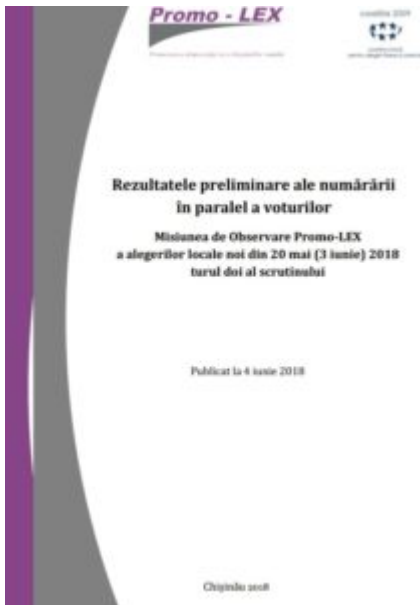 Promo - LEX
Rezultatele preliminare ale numărării
în paralel a voturilor
Misiunea de Observare Promo-LEX
a alegerilor locale noi din 20 mai (3 iunie) 2018
turul doi al scrutinului
Publicat la 4 iunie 2018
Chișinău 2018